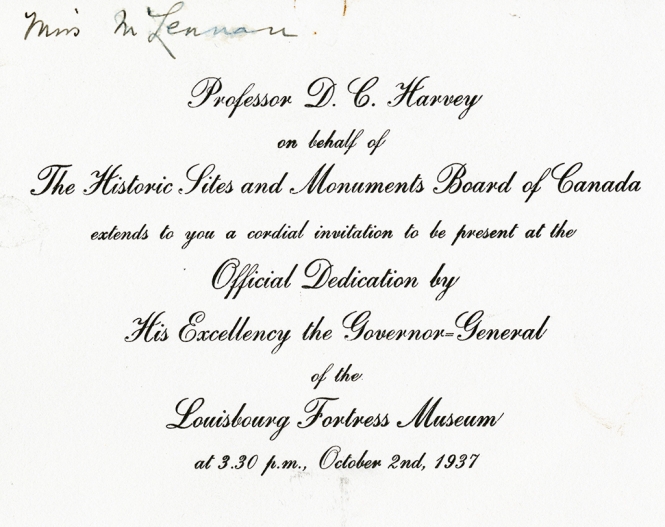 Miss McLennan
Professor D. C. Harvey
on behalf of
The Historic Sites and Monuments Board of Canada
extends to you a cordial invitation to be present at the
Official Dedication by
His Excellency the Governor=General
of the
Louisbourg Fortress Museum
at 3.30 p.m., October 2nd, 1937